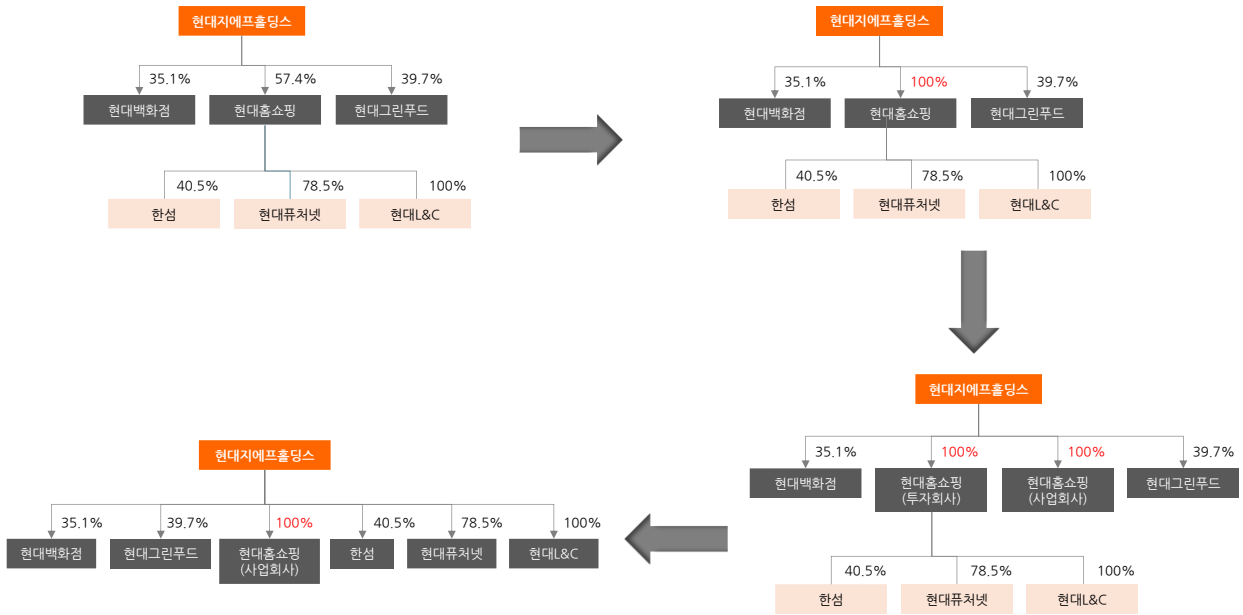 현대지에프홀딩스
35.1%
57.4%
39.7%
현대백화점
현대홈쇼핑
현대그린푸드
40.5%
78.5%
100%
한섬
현대퓨처넷
현대L&C
현대지에프홀딩스
35.1%
100%
39.7%
현대백화점
현대홈쇼핑
현대그린푸드
40.5%
78.5%
100%
한섬
현대퓨처넷
현대L&C
현대지에프홀딩스
35.1%
100%
100%
39.7%
현대백화점
현대홈쇼핑
(투자회사)
현대홈쇼핑
(사업회사)
현대그린푸드
40.5%
78.5%
100%
한섬
현대퓨처넷
현대L&C
현대지에프홀딩스
35.1%
39.7%
100%
40.5%
78.5%
100%
현대백화점
현대그린푸드
현대홈쇼핑
(사업회사)
한섬
현대퓨처넷
현대L&C